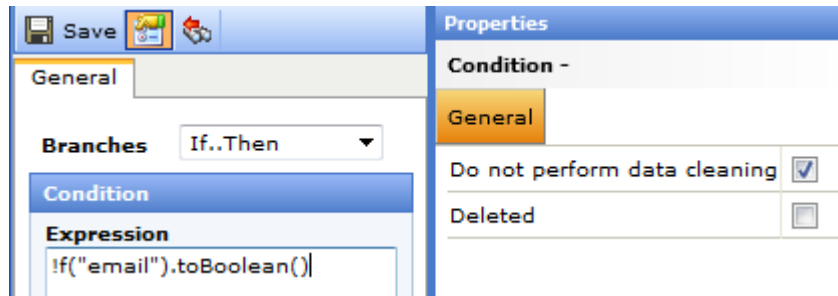 Save
General
Branches If..Then
Condition
Expression
!f("email").toBoolean()
Properties
Condition -
General
Do not perform data cleaning
Deleted